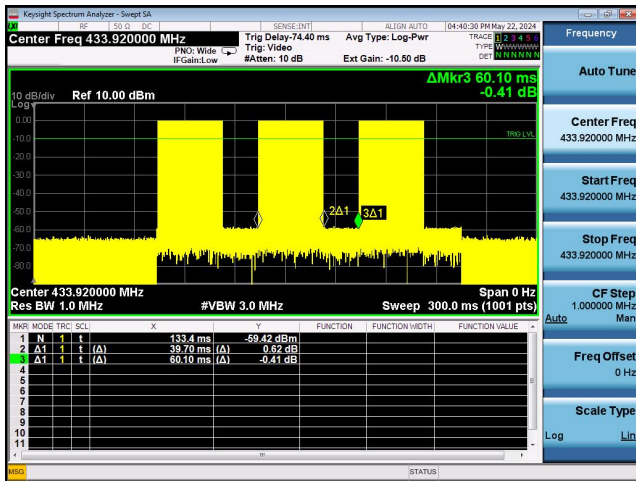 Keysight Spectrum Analyzer - Swept SA
RF 50 Ω DC SENSE:INT ALIGN AUTO 04:40:30 PM May 22, 2024
Center Freq 433.920000 MHz
Trig Delay-74.40 ms Avg Type: Log-Pwr TRACE 1 2 3 4 5 6
PNO: Wide Trig: Video TYPE WWWWWW
IFGain:Low #Atten: 10 dB Ext Gain: -10.50 dB DET N N N N N N
ΔMkr3 60.10 ms
-0.41 dB
10 dB/div Ref 10.00 dBm
Log
0.00
-10.0
TRIG LVL
-20.0
-30.0
-40.0
-50.0
2Δ1 3Δ1
-60.0
-70.0
-80.0
Center 433.920000 MHz Span 0 Hz
Res BW 1.0 MHz #VBW 3.0 MHz Sweep 300.0 ms (1001 pts)
MKR MODE TRC SCL X Y FUNCTION FUNCTION WIDTH FUNCTION VALUE
1 N 1 t 133.4 ms -59.42 dBm
2 Δ1 1 t (Δ) 39.70 ms (Δ) 0.62 dB
3 Δ1 1 t (Δ) 60.10 ms (Δ) -0.41 dB
4
5
6
7
8
9
10
11
MSG STATUS
Frequency
Auto Tune
Center Freq
433.920000 MHz
Start Freq
433.920000 MHz
Stop Freq
433.920000 MHz
CF Step
1.000000 MHz
Auto Man
Freq Offset
0 Hz
Scale Type
Log Lin